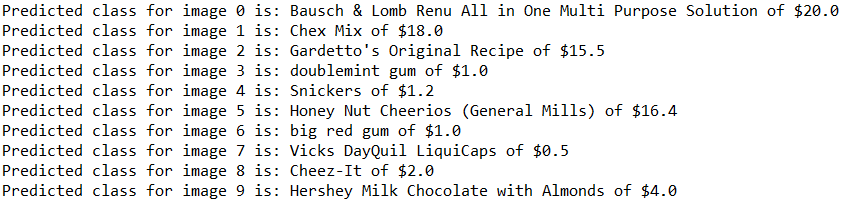 Predicted class for image 0 is: Bausch & Lomb Renu All in One Multi Purpose Solution of $20.0
Predicted class for image 1 is: Chex Mix of $18.0
Predicted class for image 2 is: Gardetto's Original Recipe of $15.5
Predicted class for image 3 is: doublemint gum of $1.0
Predicted class for image 4 is: Snickers of $1.2
Predicted class for image 5 is: Honey Nut Cheerios (General Mills) of $16.4
Predicted class for image 6 is: big red gum of $1.0
Predicted class for image 7 is: Vicks DayQuil LiquiCaps of $0.5
Predicted class for image 8 is: Cheez-It of $2.0
Predicted class for image 9 is: Hershey Milk Chocolate with Almonds of $4.0